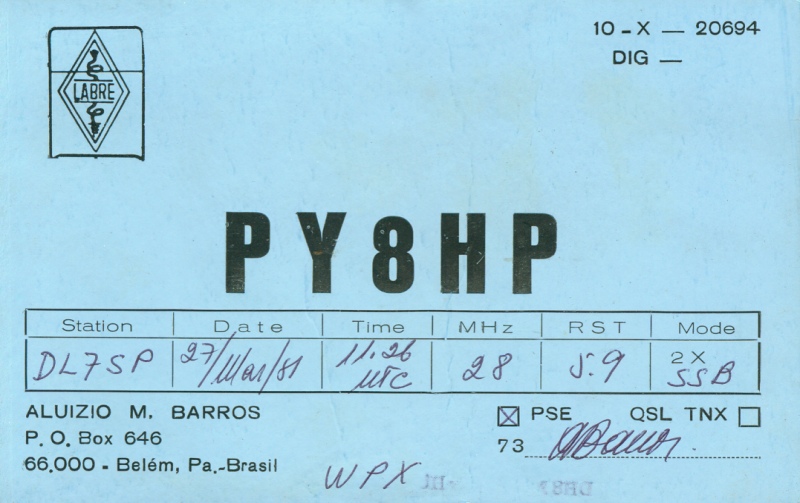 10 - X — 20694
DIG —
LABRE
PY8HP
Station Date Time MHz RST Mode
DL7SP 27/Mar/81 11.26 UTC 28 5.9 2X SSB
ALUIZIO M. BARROS
P. O. Box 646
66.000 - Belém, Pa.-Brasil
☒ PSE QSL TNX ☐
73 ABarros
WPX